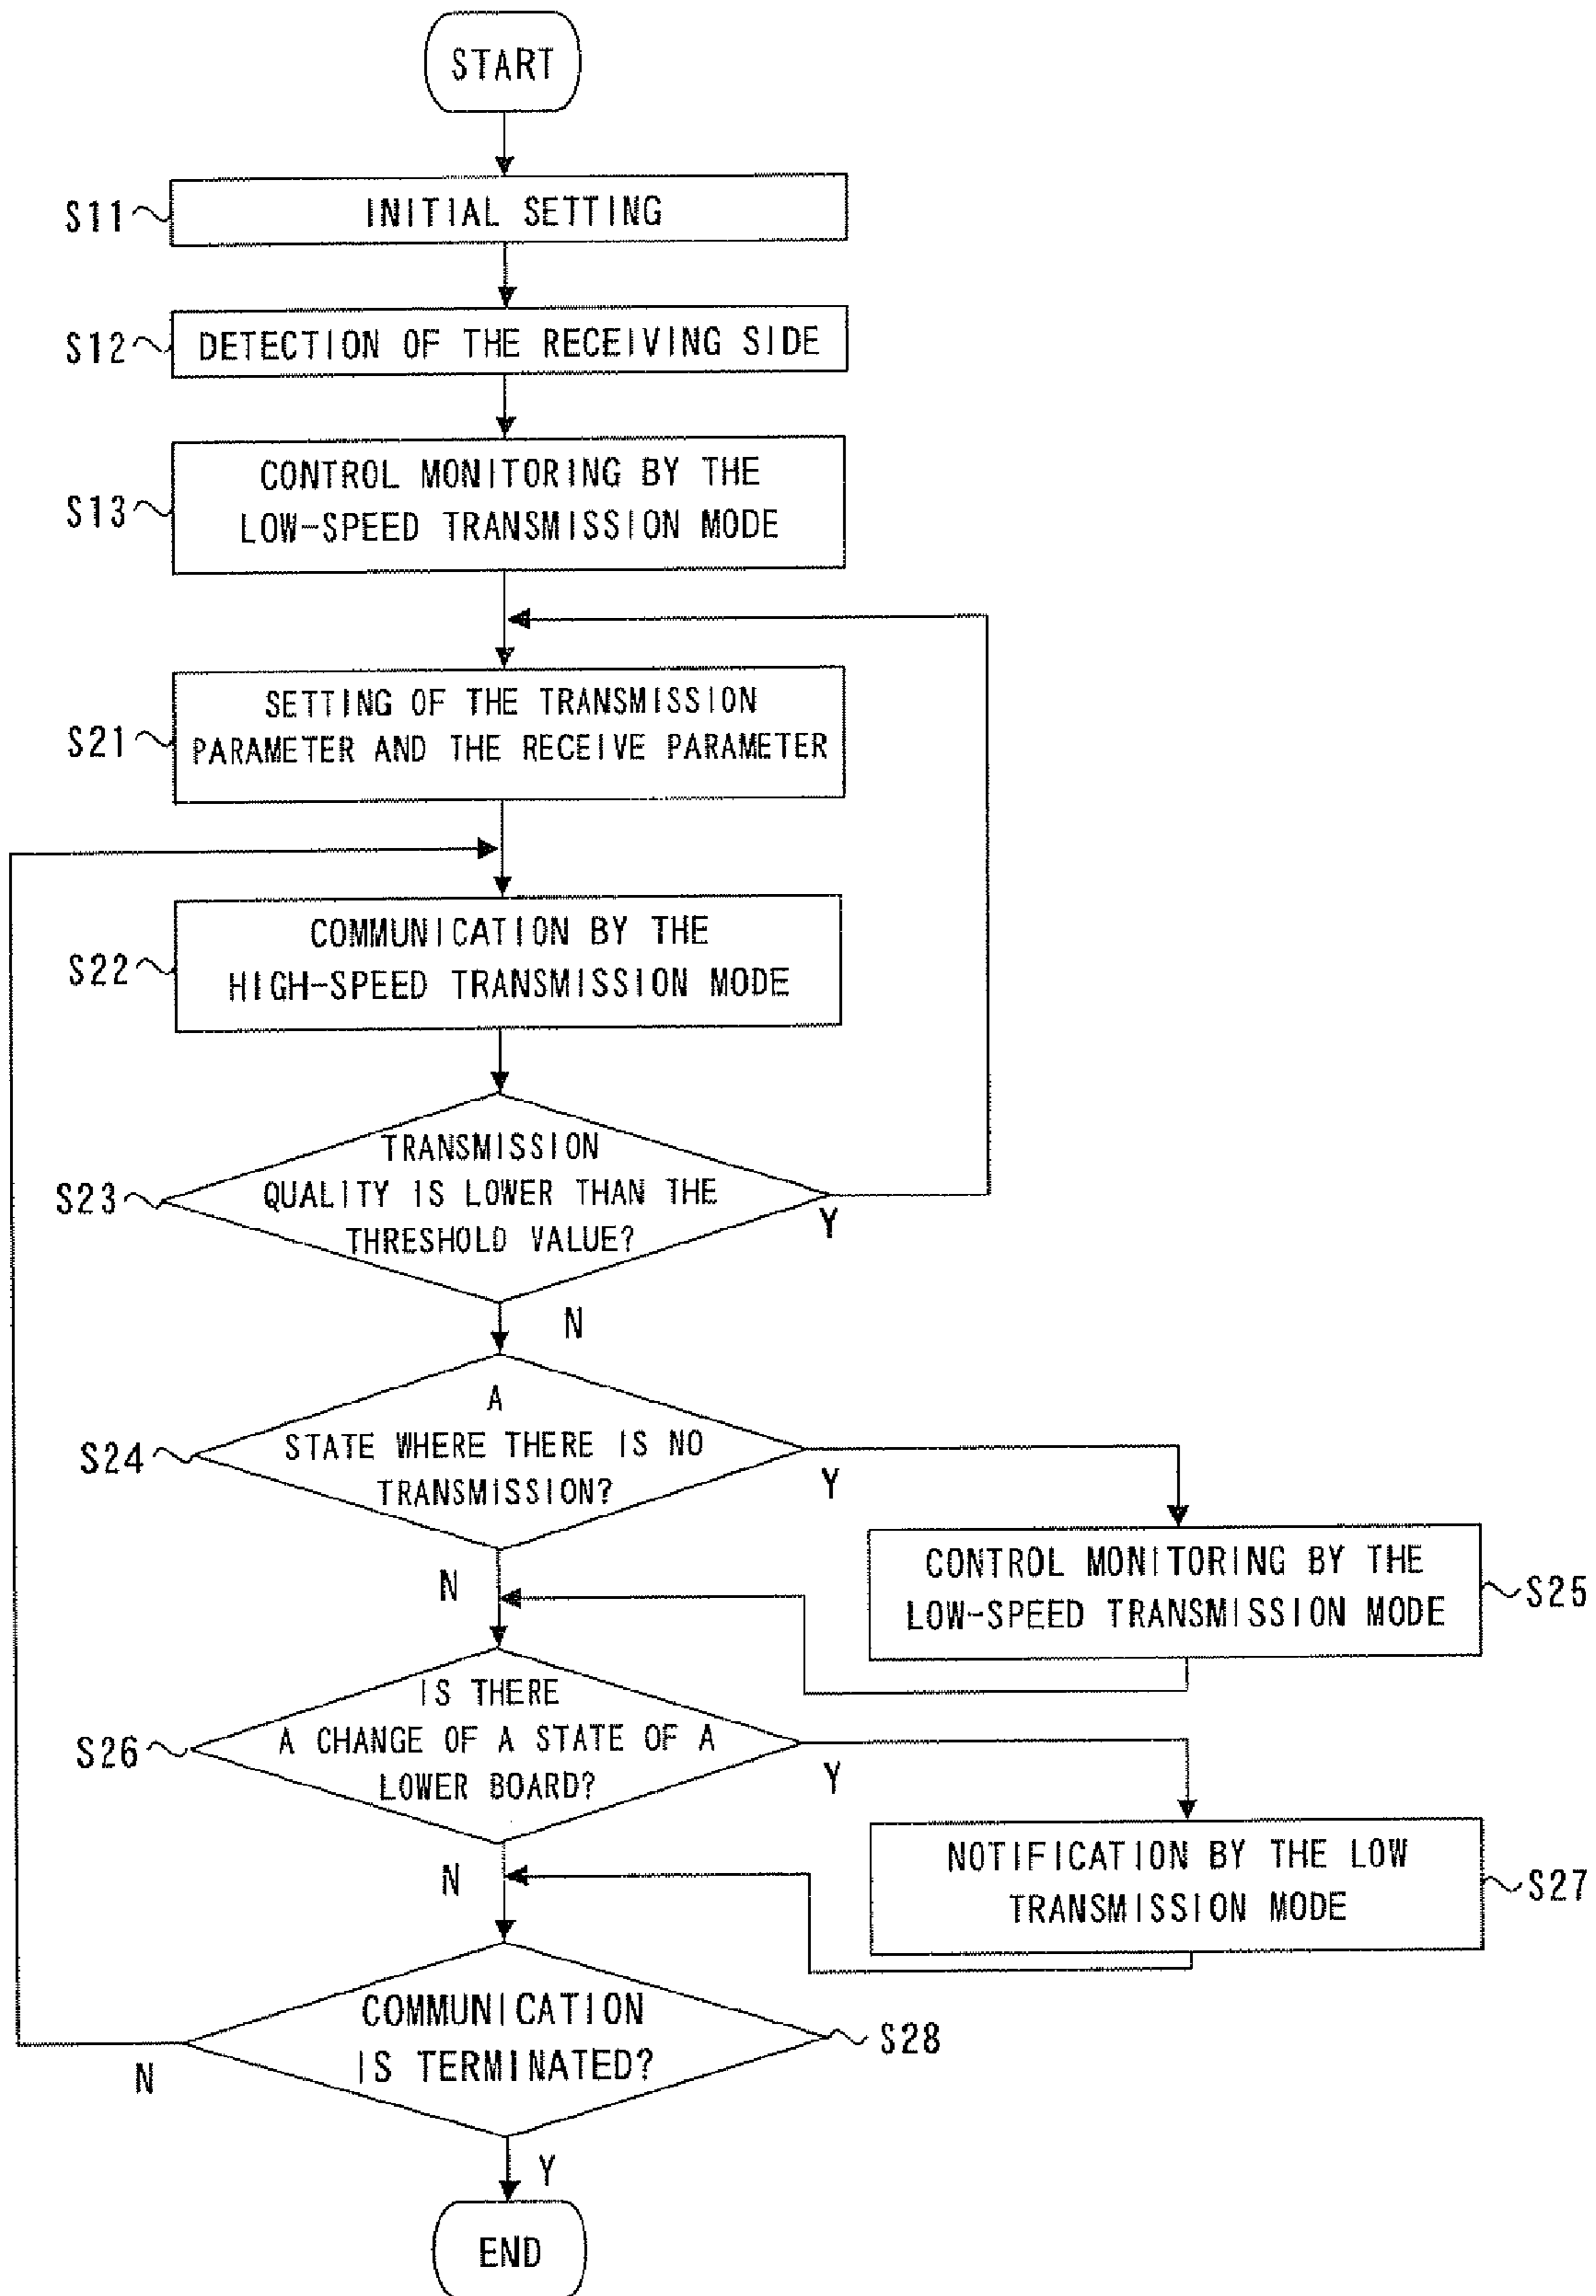 START
S11
INITIAL SETTING
S12
DETECTION OF THE RECEIVING SIDE
S13
CONTROL MONITORING BY THE
LOW-SPEED TRANSMISSION MODE
S21
SETTING OF THE TRANSMISSION
PARAMETER AND THE RECEIVE PARAMETER
S22
COMMUNICATION BY THE
HIGH-SPEED TRANSMISSION MODE
S23
TRANSMISSION
QUALITY IS LOWER THAN THE
THRESHOLD VALUE?
Y
N
S24
A
STATE WHERE THERE IS NO
TRANSMISSION?
Y
N
CONTROL MONITORING BY THE
LOW-SPEED TRANSMISSION MODE
S25
S26
IS THERE
A CHANGE OF A STATE OF A
LOWER BOARD?
Y
N
NOTIFICATION BY THE LOW
TRANSMISSION MODE
S27
COMMUNICATION
IS TERMINATED?
S28
N
Y
END